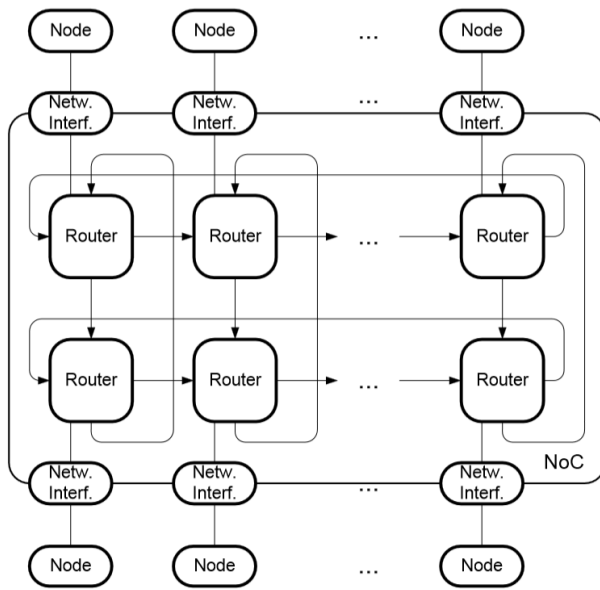 Node Node ... Node
Netw. Netw. ... Netw.
Interf. Interf. Interf.
Router Router ... Router
Router Router ... Router
NoC
Netw. Netw. ... Netw.
Interf. Interf. Interf.
Node Node ... Node